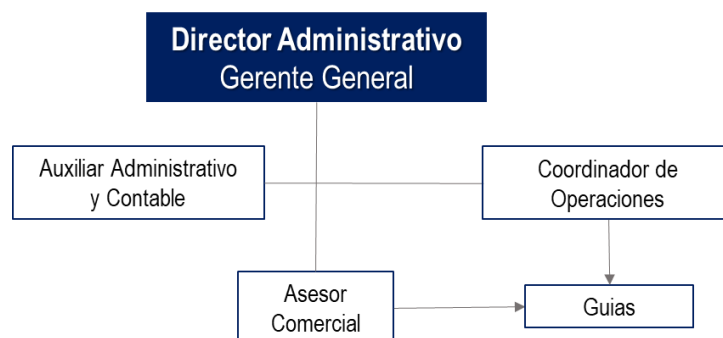 Director Administrativo
Gerente General
Auxiliar Administrativo
y Contable
Coordinador de
Operaciones
Asesor
Comercial
Guias